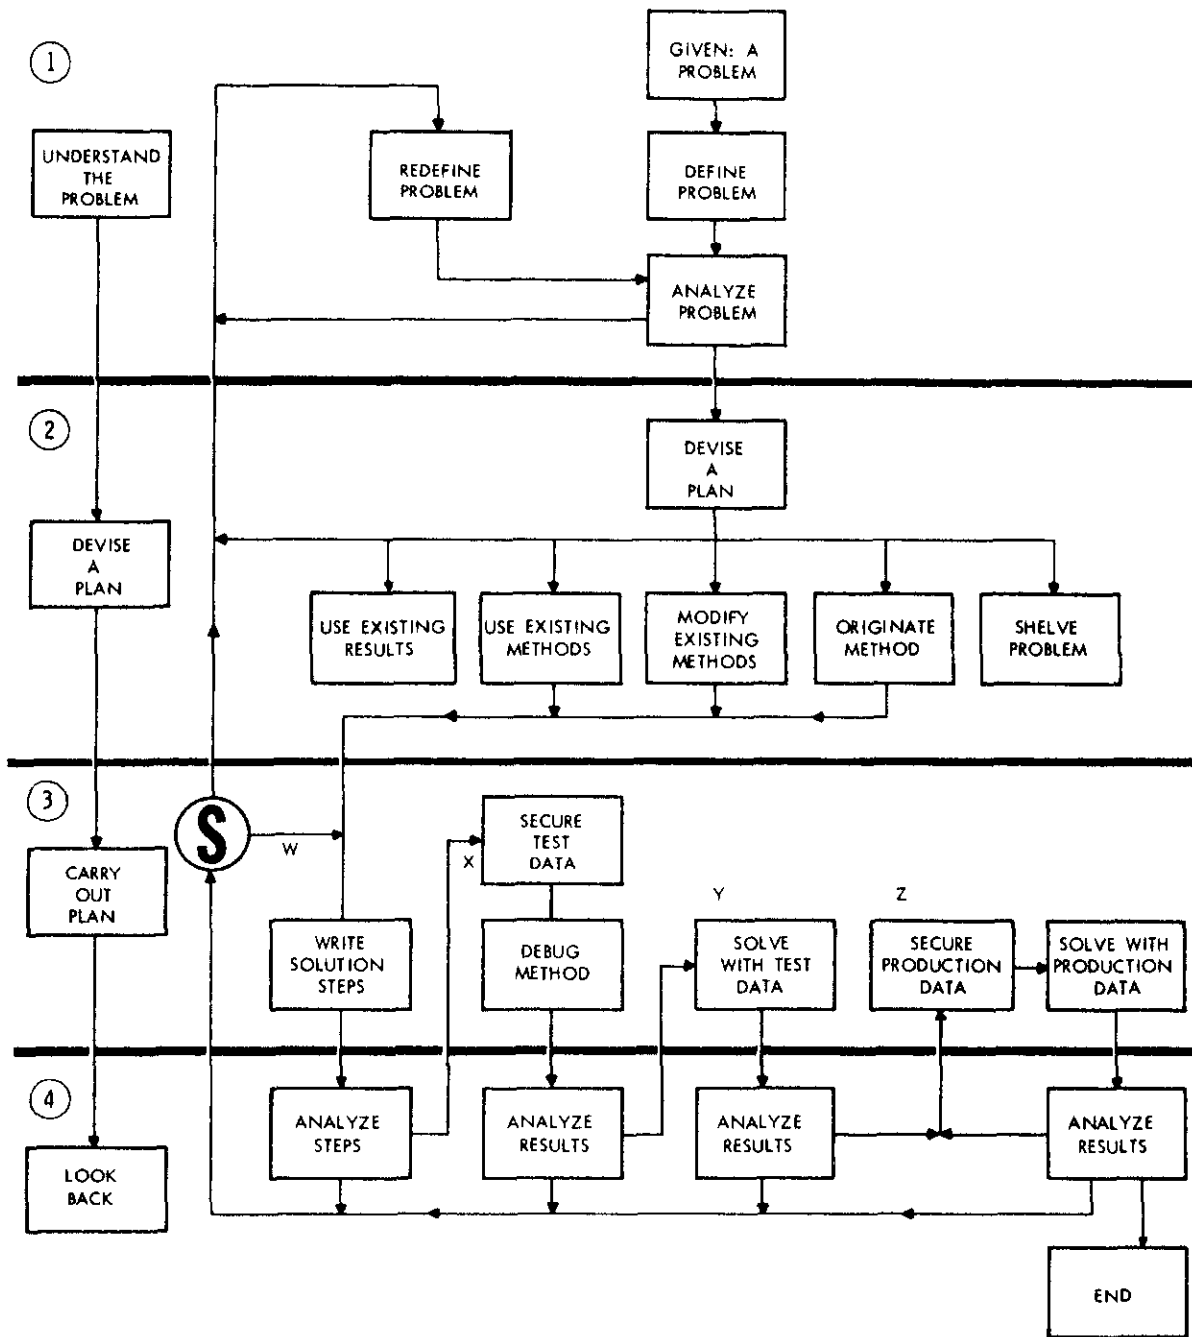 1
GIVEN: A
PROBLEM
UNDERSTAND
THE
PROBLEM
REDEFINE
PROBLEM
DEFINE
PROBLEM
ANALYZE
PROBLEM
2
DEVISE
A
PLAN
DEVISE
A
PLAN
USE EXISTING
RESULTS
USE EXISTING
METHODS
MODIFY
EXISTING
METHODS
ORIGINATE
METHOD
SHELVE
PROBLEM
3
S
W
X
SECURE
TEST
DATA
CARRY
OUT
PLAN
WRITE
SOLUTION
STEPS
DEBUG
METHOD
Y
SOLVE
WITH TEST
DATA
Z
SECURE
PRODUCTION
DATA
SOLVE WITH
PRODUCTION
DATA
4
LOOK
BACK
ANALYZE
STEPS
ANALYZE
RESULTS
ANALYZE
RESULTS
ANALYZE
RESULTS
END